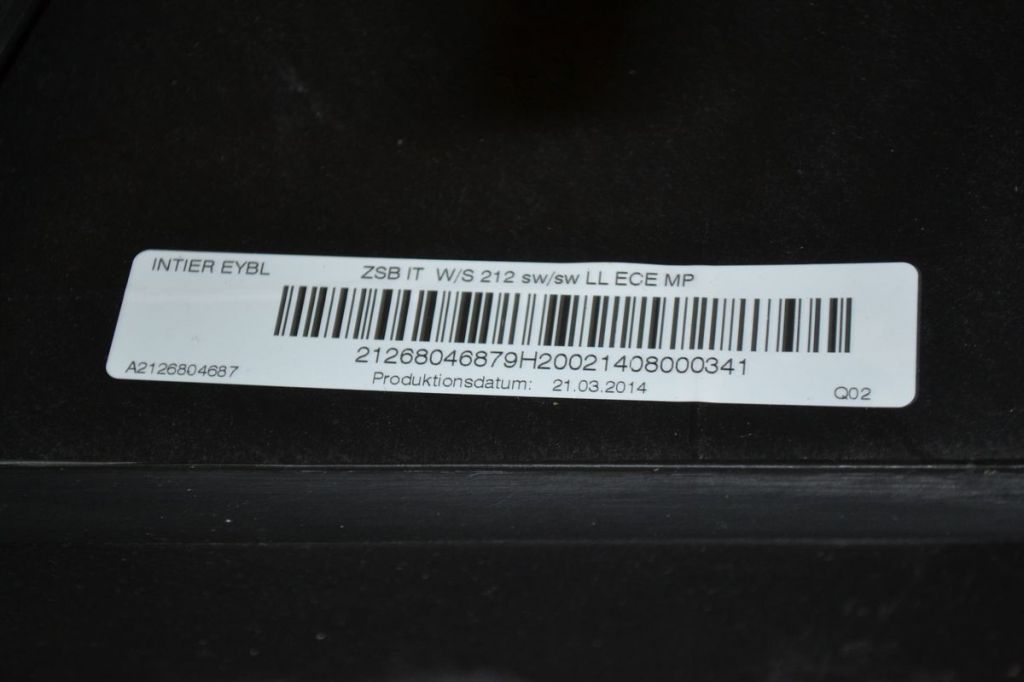 INTIER EYBL
ZSB IT W/S 212 sw/sw LL ECE MP
21268046879H20021408000341
A2126804687
Produktionsdatum: 21.03.2014
Q02